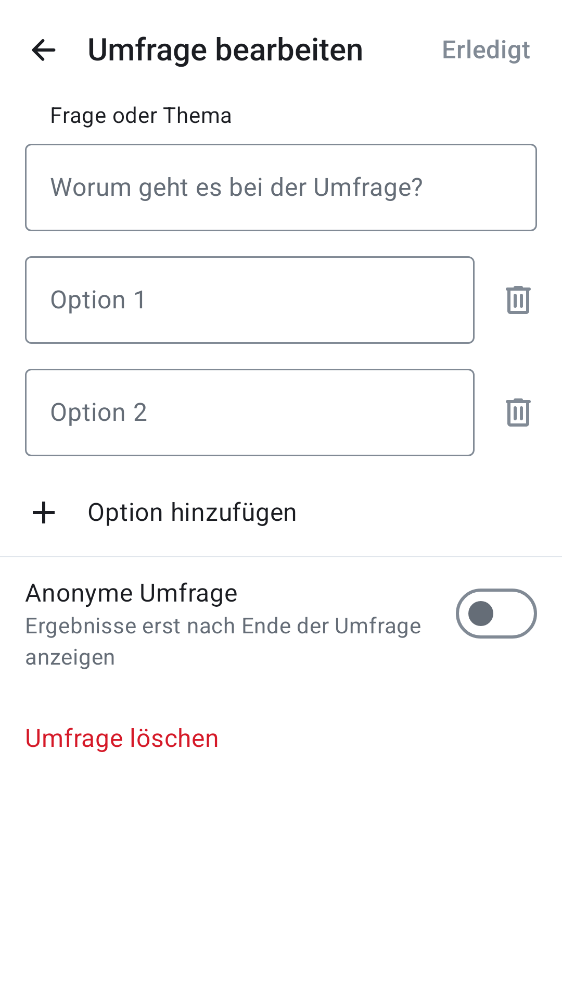 Umfrage bearbeiten
Erledigt
Frage oder Thema
Worum geht es bei der Umfrage?
Option 1
Option 2
Option hinzufügen
Anonyme Umfrage
Ergebnisse erst nach Ende der Umfrage
anzeigen
Umfrage löschen